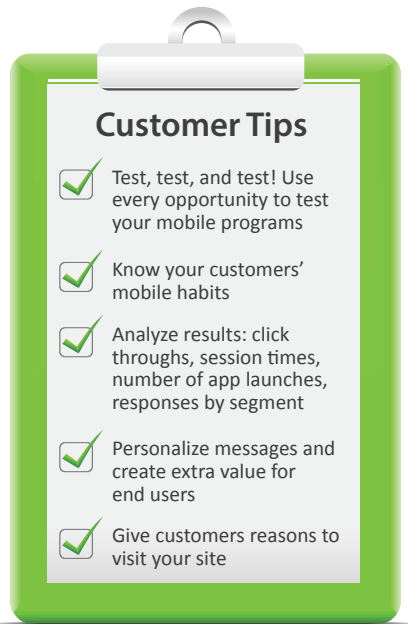 Customer Tips
Test, test, and test! Use
every opportunity to test
your mobile programs
Know your customers’
mobile habits
Analyze results: click
throughs, session times,
number of app launches,
responses by segment
Personalize messages and
create extra value for
end users
Give customers reasons to
visit your site